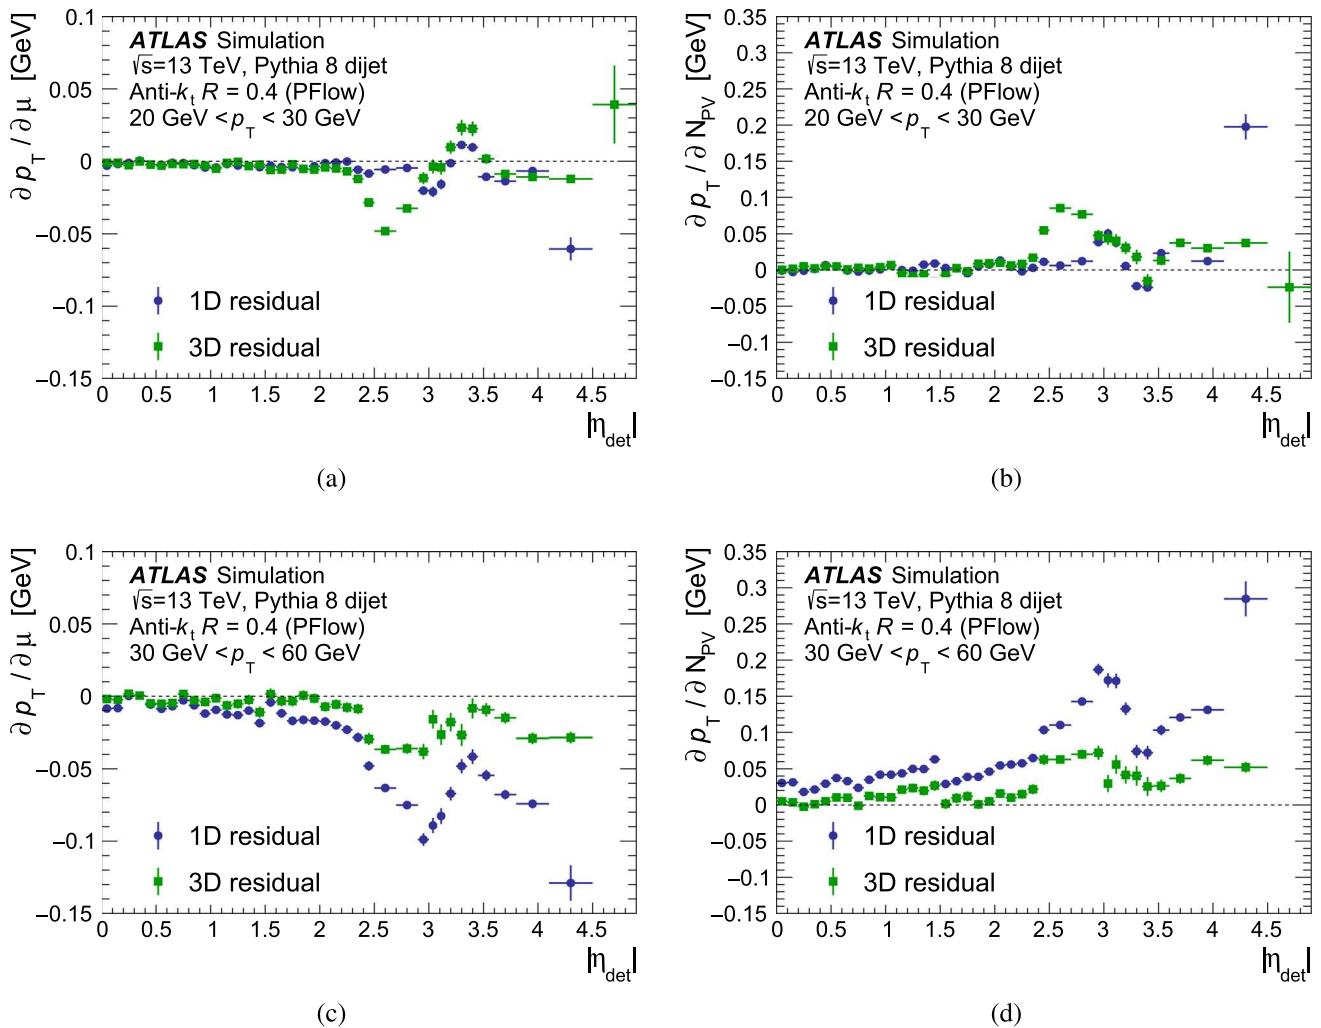 ∂ p_T / ∂ μ [GeV]
0.1
0.05
0
−0.05
−0.1
−0.15
ATLAS Simulation
√s=13 TeV, Pythia 8 dijet
Anti-k_t R = 0.4 (PFlow)
20 GeV < p_T < 30 GeV
1D residual
3D residual
0 0.5 1 1.5 2 2.5 3 3.5 4 4.5
|η_det|
(a)
∂ p_T / ∂ N_PV [GeV]
0.35
0.3
0.25
0.2
0.15
0.1
0.05
0
−0.05
−0.1
−0.15
ATLAS Simulation
√s=13 TeV, Pythia 8 dijet
Anti-k_t R = 0.4 (PFlow)
20 GeV < p_T < 30 GeV
1D residual
3D residual
0 0.5 1 1.5 2 2.5 3 3.5 4 4.5
|η_det|
(b)
∂ p_T / ∂ μ [GeV]
0.1
0.05
0
−0.05
−0.1
−0.15
ATLAS Simulation
√s=13 TeV, Pythia 8 dijet
Anti-k_t R = 0.4 (PFlow)
30 GeV < p_T < 60 GeV
1D residual
3D residual
0 0.5 1 1.5 2 2.5 3 3.5 4 4.5
|η_det|
(c)
∂ p_T / ∂ N_PV [GeV]
0.35
0.3
0.25
0.2
0.15
0.1
0.05
0
−0.05
−0.1
−0.15
ATLAS Simulation
√s=13 TeV, Pythia 8 dijet
Anti-k_t R = 0.4 (PFlow)
30 GeV < p_T < 60 GeV
1D residual
3D residual
0 0.5 1 1.5 2 2.5 3 3.5 4 4.5
|η_det|
(d)